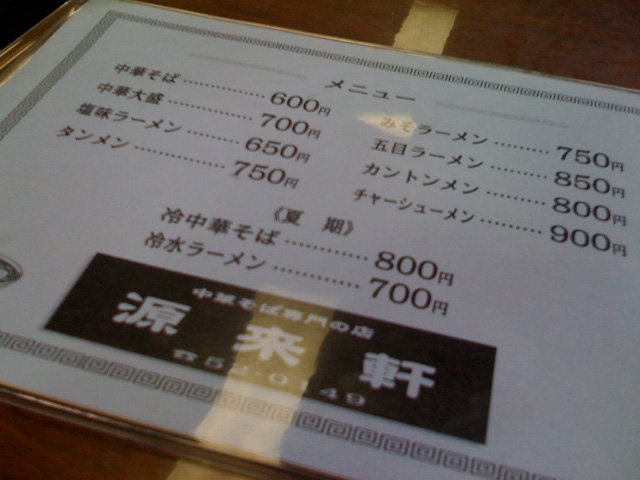 メニュー
中華そば……………600円
中華大盛……………700円
塩味ラーメン…………650円
タンメン……………750円
みそラーメン………750円
五目ラーメン………850円
カントンメン………800円
チャーシューメン………900円
《夏 期》
冷中華そば…………800円
冷水ラーメン…………700円
中華そば専門の店
源来軒
☎52-0149